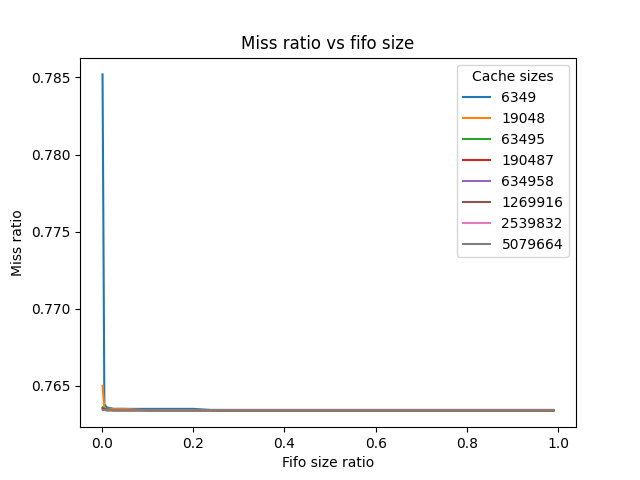 Miss ratio vs fifo size
Miss ratio
0.785
0.780
0.775
0.770
0.765
Cache sizes
6349
19048
63495
190487
634958
1269916
2539832
5079664
0.0 0.2 0.4 0.6 0.8 1.0
Fifo size ratio